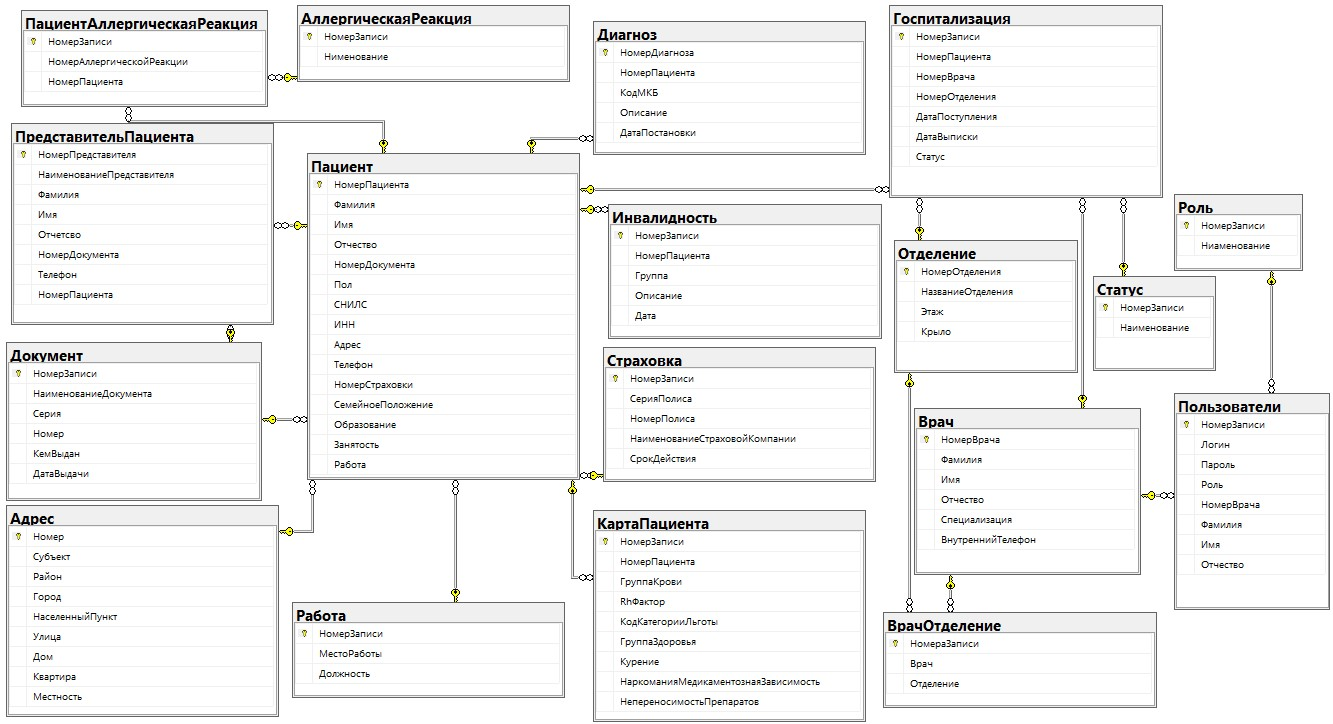 ПациентАллергическаяРеакция
НомерЗаписи
НомерАллергическойРеакции
НомерПациента
АллергическаяРеакция
НомерЗаписи
Нименование
Диагноз
НомерДиагноза
НомерПациента
КодМКБ
Описание
ДатаПостановки
Госпитализация
НомерЗаписи
НомерПациента
НомерВрача
НомерОтделения
ДатаПоступления
ДатаВыписки
Статус
ПредставительПациента
НомерПредставителя
НаименованиеПредставителя
Фамилия
Имя
Отчетсво
НомерДокумента
Телефон
НомерПациента
Пациент
НомерПациента
Фамилия
Имя
Отчество
НомерДокумента
Пол
СНИЛС
ИНН
Адрес
Телефон
НомерСтраховки
СемейноеПоложение
Образование
Занятость
Работа
Инвалидность
НомерЗаписи
НомерПациента
Группа
Описание
Дата
Отделение
НомерОтделения
НазваниеОтделения
Этаж
Крыло
Статус
НомерЗаписи
Наименование
Роль
НомерЗаписи
Ниаменование
Документ
НомерЗаписи
НаименованиеДокумента
Серия
Номер
КемВыдан
ДатаВыдачи
Страховка
НомерЗаписи
СерияПолиса
НомерПолиса
НаименованиеСтраховойКомпании
СрокДействия
Врач
НомерВрача
Фамилия
Имя
Отчество
Специализация
ВнутреннийТелефон
Пользователи
НомерЗаписи
Логин
Пароль
Роль
НомерВрача
Фамилия
Имя
Отчество
Адрес
Номер
Субъект
Район
Город
НаселенныйПункт
Улица
Дом
Квартира
Местность
Работа
НомерЗаписи
МестоРаботы
Должность
КартаПациента
НомерЗаписи
НомерПациента
ГруппаКрови
RhФактор
КодКатегорииЛьготы
ГруппаЗдоровья
Курение
НаркоманияМедикаментознаяЗависимость
НепереносимостьПрепаратов
ВрачОтделение
НомераЗаписи
Врач
Отделение